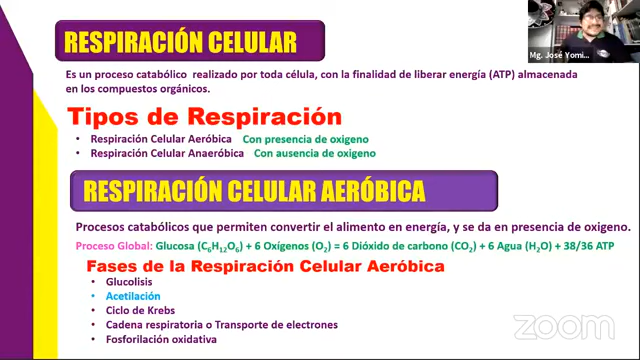 RESPIRACIÓN CELULAR
Mg. José Yomi...
Es un proceso catabólico realizado por toda célula, con la finalidad de liberar energía (ATP) almacenada
en los compuestos orgánicos.
Tipos de Respiración
• Respiración Celular Aeróbica Con presencia de oxigeno
• Respiración Celular Anaeróbica Con ausencia de oxigeno
RESPIRACIÓN CELULAR AERÓBICA
Procesos catabólicos que permiten convertir el alimento en energía, y se da en presencia de oxigeno.
Proceso Global: Glucosa (C₆H₁₂O₆) + 6 Oxígenos (O₂) = 6 Dióxido de carbono (CO₂) + 6 Agua (H₂O) + 38/36 ATP
Fases de la Respiración Celular Aeróbica
• Glucolisis
• Acetilación
• Ciclo de Krebs
• Cadena respiratoria o Transporte de electrones
• Fosforilación oxidativa
zoom